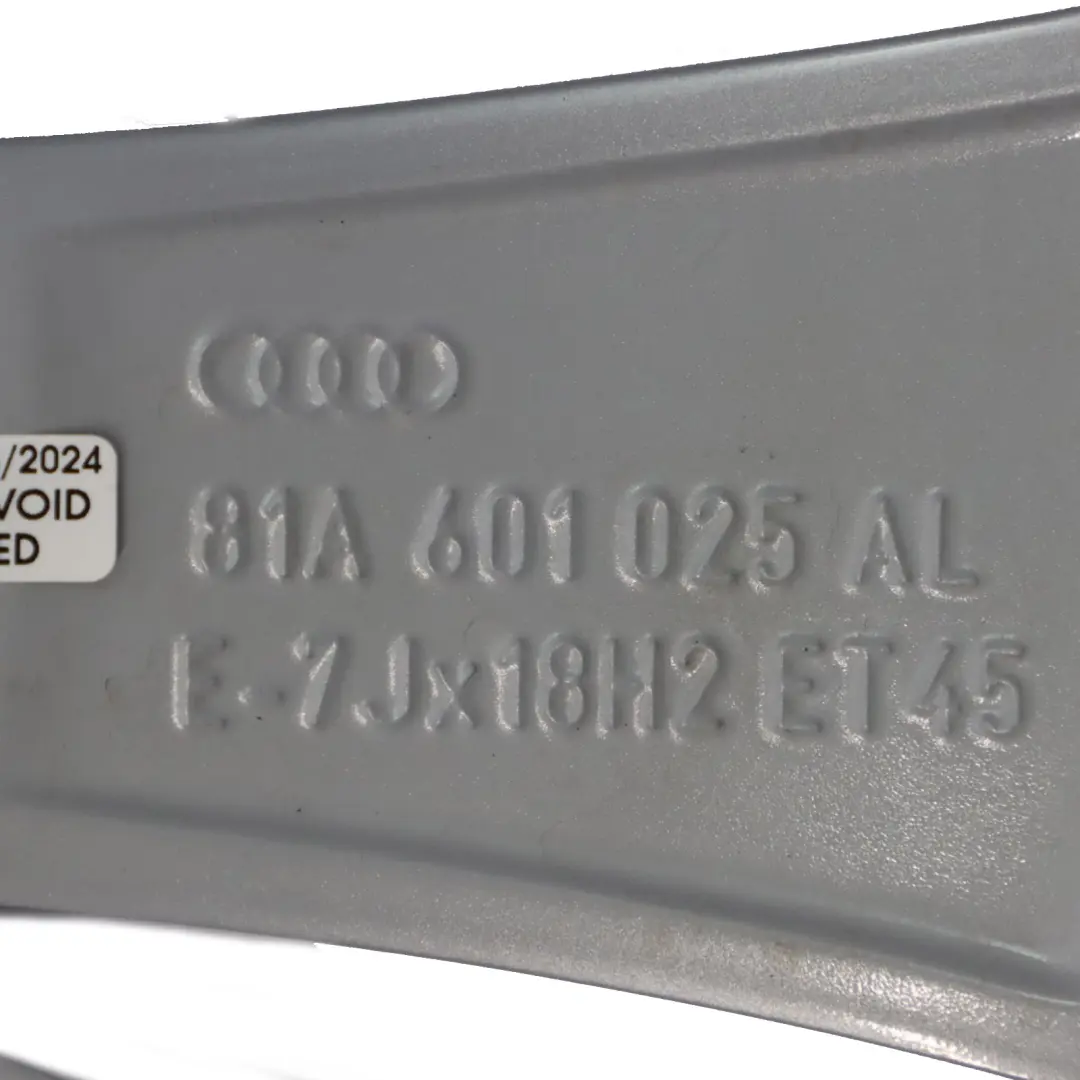 /2024
VOID
ED
81A 601 025 AL
E. 7Jx18H2 ET45